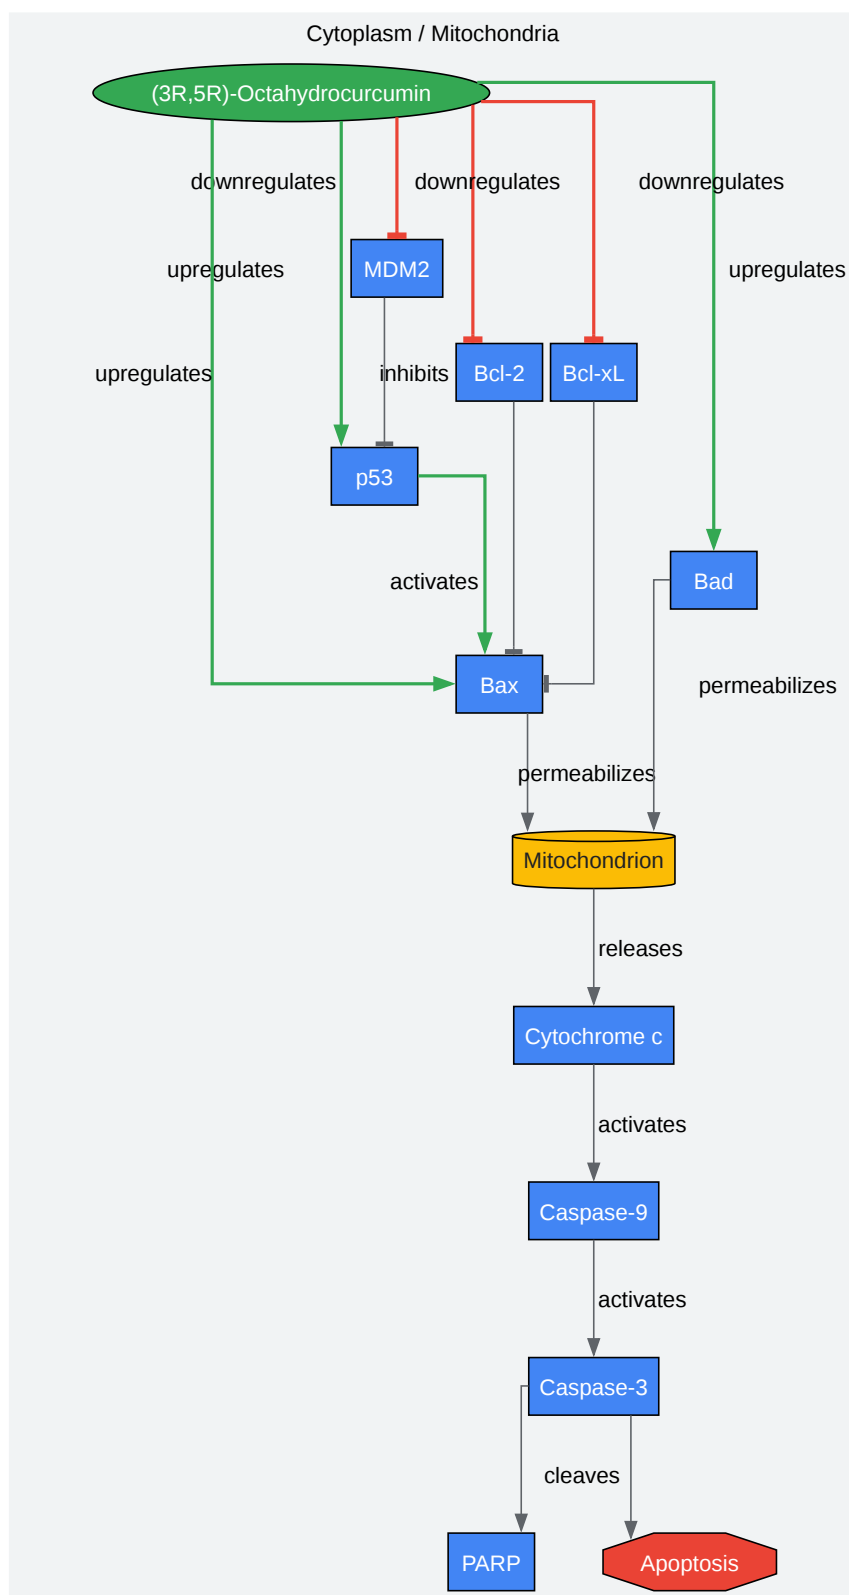 Cytoplasm / Mitochondria
(3R,5R)-Octahydrocurcumin
downregulates
downregulates
downregulates
upregulates
MDM2
upregulates
upregulates
inhibits
Bcl-2
Bcl-xL
p53
activates
Bad
Bax
permeabilizes
permeabilizes
Mitochondrion
releases
Cytochrome c
activates
Caspase-9
activates
Caspase-3
cleaves
PARP
Apoptosis